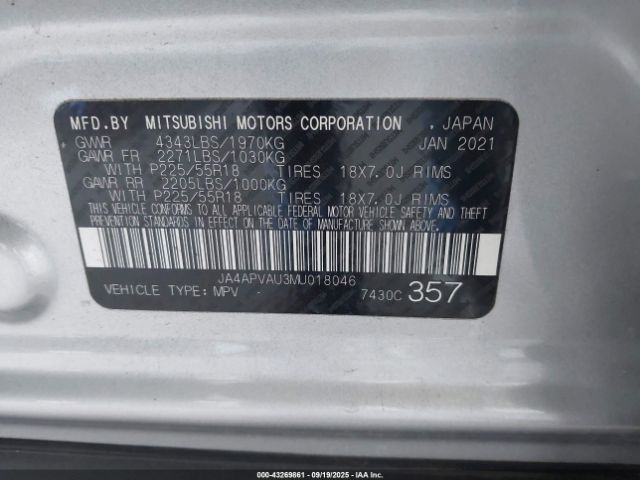 MFD.BY MITSUBISHI MOTORS CORPORATION , JAPAN
GVWR 4343LBS/1970KG JAN 2021
GAWR FR 2271LBS/1030KG
WITH P225/55R18 TIRES 18X7.0J RIMS
GAWR RR 2205LBS/1000KG
WITH P225/55R18 TIRES 18X7.0J RIMS
THIS VEHICLE CONFORMS TO ALL APPLICABLE FEDERAL MOTOR VEHICLE SAFETY AND THEFT
PREVENTION STANDARDS IN EFFECT ON THE DATE OF MANUFACTURE SHOWN ABOVE.
JA4APVAU3MU018046
VEHICLE TYPE: MPV 7430C 357
000-43269861 - 09/19/2025 - IAA Inc.